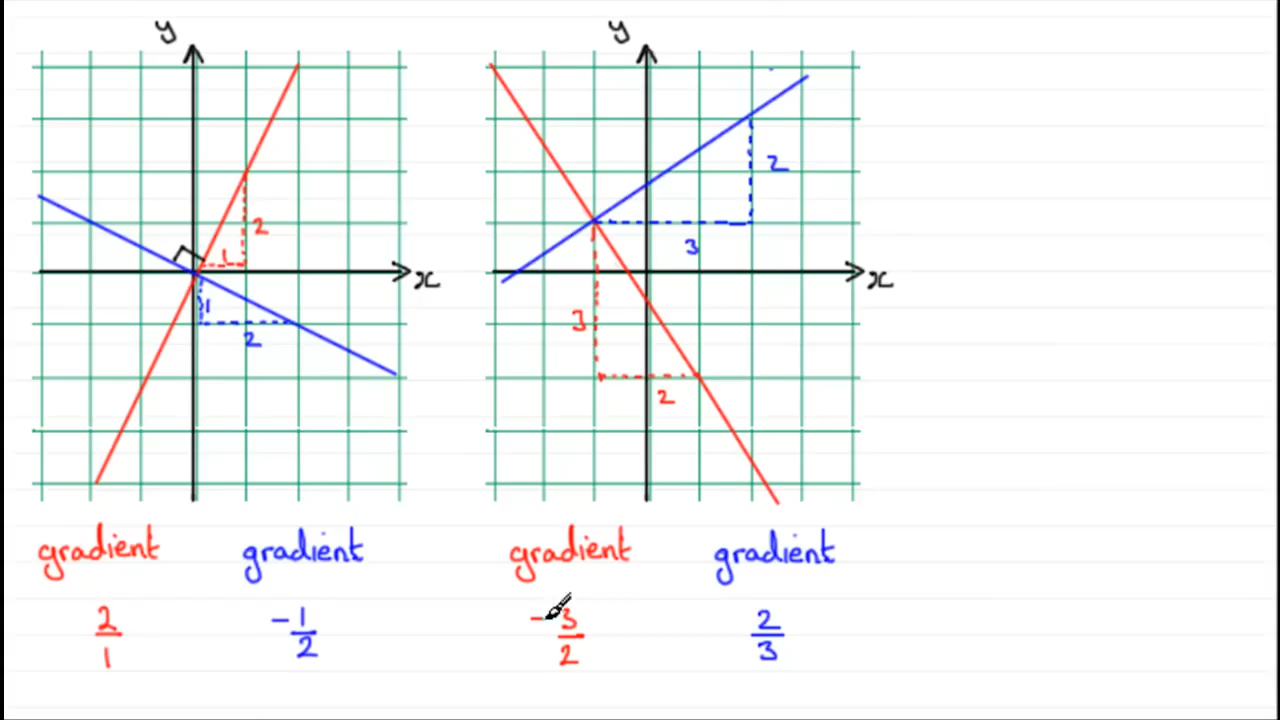 y y
2
1
x
1
2
2
3
x
3
2
gradient gradient gradient gradient
2/1 -1/2 -3/2 2/3